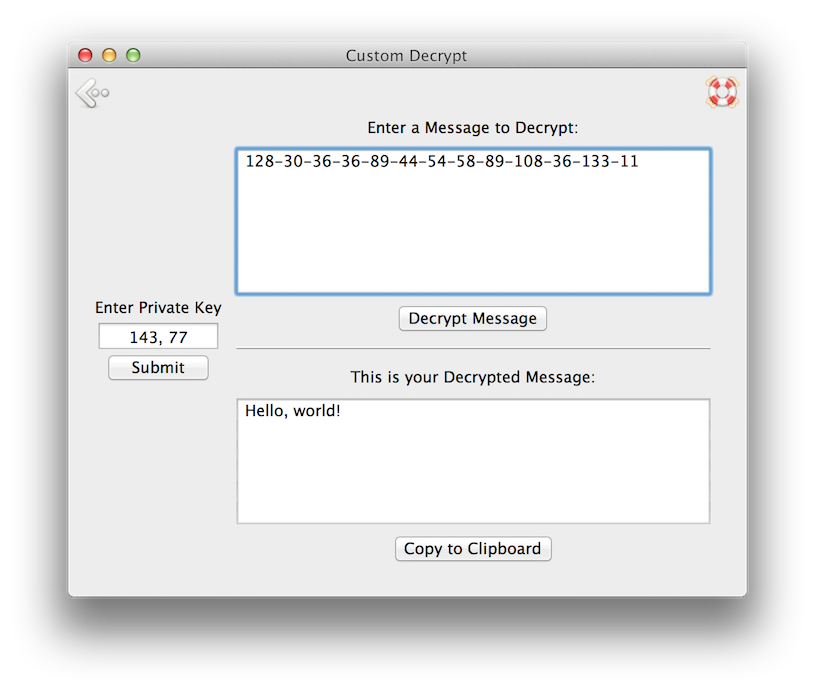 Custom Decrypt
Enter a Message to Decrypt:
128-30-36-36-89-44-54-58-89-108-36-133-11
Enter Private Key
143, 77
Submit
Decrypt Message
This is your Decrypted Message:
Hello, world!
Copy to Clipboard